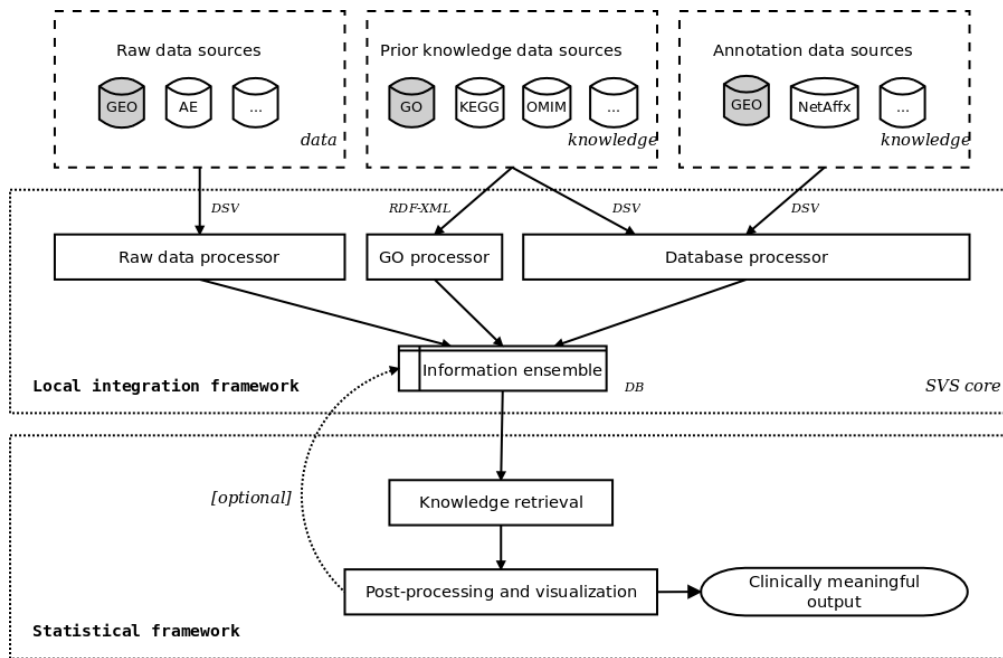 Raw data sources
Prior knowledge data sources
Annotation data sources
GEO
AE
...
GO
KEGG
OMIM
...
GEO
NetAffx
...
data
knowledge
knowledge
DSV
RDF-XML
DSV
DSV
Raw data processor
GO processor
Database processor
Information ensemble
Local integration framework
DB
SVS core
[optional]
Knowledge retrieval
Post-processing and visualization
Clinically meaningful
output
Statistical framework